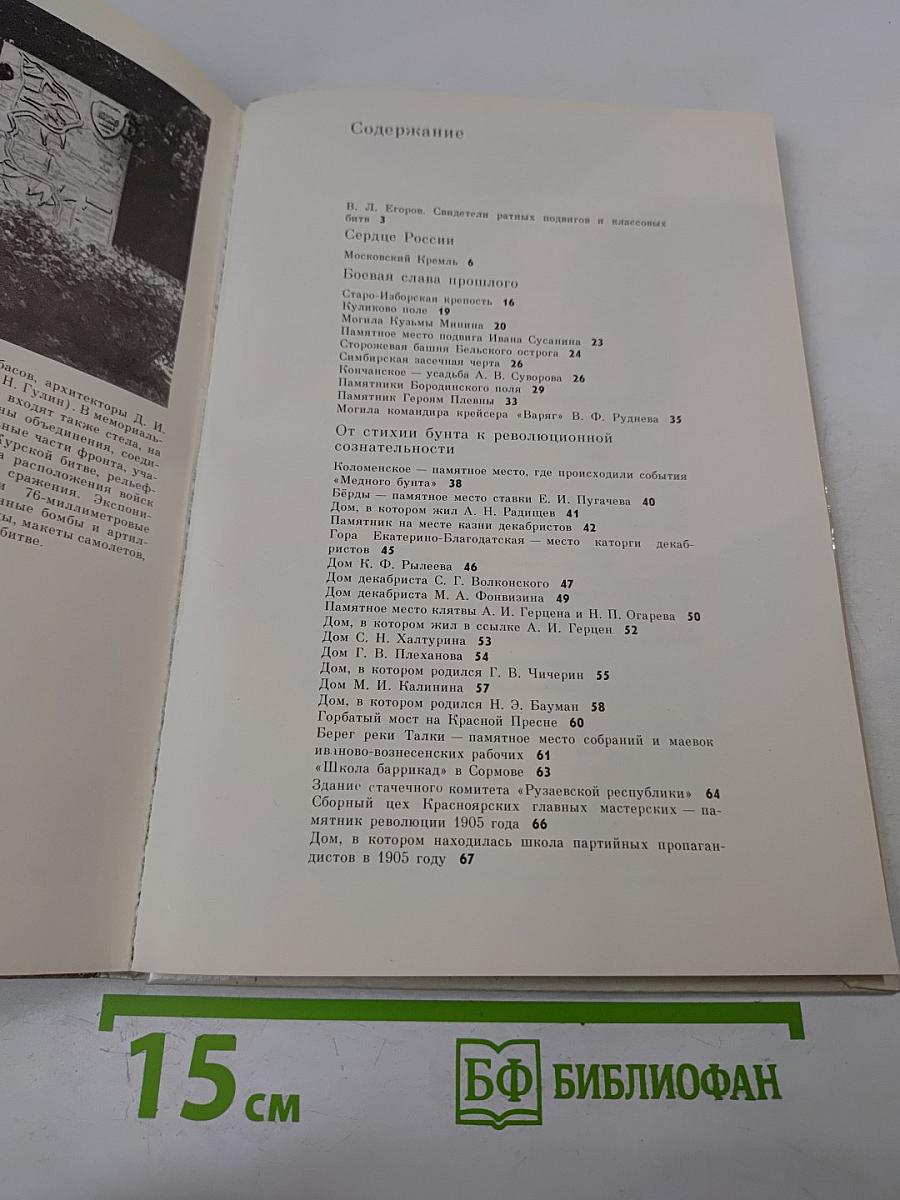 басов, архитекторы Д. И.
Н. Гулин). В мемориаль-
входят также стела, на
ны объединения, соеди-
ные части фронта, уча-
Курской битве, рельеф-
а расположения войск
сражения. Экспони-
и 76-миллиметровые
нные бомбы и артил-
ды, макеты самолетов,
битве.
Содержание
В. Л. Егоров. Свидетели ратных подвигов и классовых
битв 3
Сердце России
Московский Кремль 6
Боевая слава прошлого
Старо-Изборская крепость 16
Куликово поле 19
Могила Кузьмы Минина 20
Памятное место подвига Ивана Сусанина 23
Сторожевая башня Бельского острога 24
Симбирская засечная черта 26
Кончанское — усадьба А. В. Суворова 26
Памятники Бородинского поля 29
Памятник Героям Плевны 33
Могила командира крейсера «Варяг» В. Ф. Руднева 35
От стихии бунта к революционной
сознательности
Коломенское — памятное место, где происходили события
«Медного бунта» 38
Бёрды — памятное место ставки Е. И. Пугачева 40
Дом, в котором жил А. Н. Радищев 41
Памятник на месте казни декабристов 42
Гора Екатерино-Благодатская — место каторги декаб-
ристов 45
Дом К. Ф. Рылеева 46
Дом декабриста С. Г. Волконского 47
Дом декабриста М. А. Фонвизина 49
Памятное место клятвы А. И. Герцена и Н. П. Огарева 50
Дом, в котором жил в ссылке А. И. Герцен 52
Дом С. Н. Халтурина 53
Дом Г. В. Плеханова 54
Дом, в котором родился Г. В. Чичерин 55
Дом М. И. Калинина 57
Дом, в котором родился Н. Э. Бауман 58
Горбатый мост на Красной Пресне 60
Берег реки Талки — памятное место собраний и маевок
иваново-вознесенских рабочих 61
«Школа баррикад» в Сормове 63
Здание стачечного комитета «Рузаевской республики» 64
Сборный цех Красноярских главных мастерских — па-
мятник революции 1905 года 66
Дом, в котором находилась школа партийных пропаган-
дистов в 1905 году 67
15 см
БФ БИБЛИОФАН